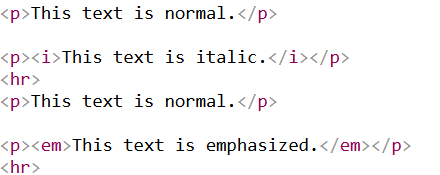 <p>This text is normal.</p>
<p><i>This text is italic.</i></p>
<hr>
<p>This text is normal.</p>
<p><em>This text is emphasized.</em></p>
<hr>